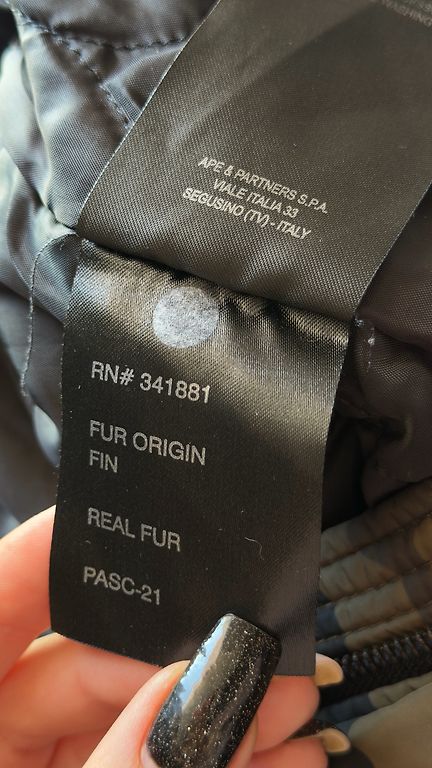 APE & PARTNERS S.P.A.
VIALE ITALIA 33
SEGUSINO (TV) - ITALY
RN# 341881
FUR ORIGIN
FIN
REAL FUR
PASC-21